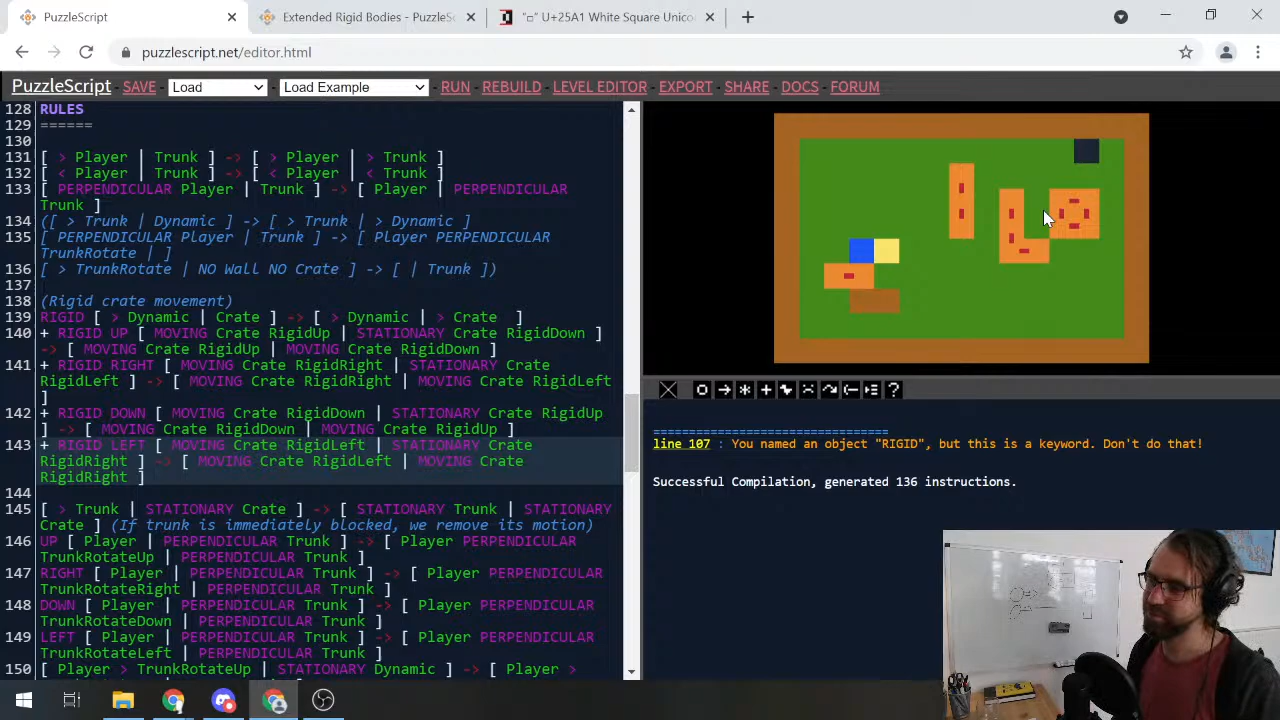 PuzzleScript
Extended Rigid Bodies - PuzzleS
"□" U+25A1 White Square Unico
puzzlescript.net/editor.html
PuzzleScript - SAVE - Load Load Example RUN - REBUILD - LEVEL EDITOR - EXPORT - SHARE - DOCS - FORUM
128 RULES
129 ======
130
131 [ > Player | Trunk ] -> [ > Player | > Trunk ]
132 [ < Player | Trunk ] -> [ < Player | < Trunk ]
133 [ PERPENDICULAR Player | Trunk ] -> [ Player | PERPENDICULAR
Trunk ]
134 ([ > Trunk | Dynamic ] -> [ > Trunk | > Dynamic ]
135 [ PERPENDICULAR Player | Trunk ] -> [ Player PERPENDICULAR
TrunkRotate | ]
136 [ > TrunkRotate | NO Wall NO Crate ] -> [ | Trunk ])
137
138 (Rigid crate movement)
139 RIGID [ > Dynamic | Crate ] -> [ > Dynamic | > Crate ]
140 + RIGID UP [ MOVING Crate RigidUp | STATIONARY Crate RigidDown ]
-> [ MOVING Crate RigidUp | MOVING Crate RigidDown ]
141 + RIGID RIGHT [ MOVING Crate RigidRight | STATIONARY Crate
RigidLeft ] -> [ MOVING Crate RigidRight | MOVING Crate RigidLeft
]
142 + RIGID DOWN [ MOVING Crate RigidDown | STATIONARY Crate RigidUp
] -> [ MOVING Crate RigidDown | MOVING Crate RigidUp ]
143 + RIGID LEFT [ MOVING Crate RigidLeft | STATIONARY Crate
RigidRight ] -> [ MOVING Crate RigidLeft | MOVING Crate
RigidRight ]
144
145 [ > Trunk | STATIONARY Crate ] -> [ STATIONARY Trunk | STATIONARY
Crate ] (If trunk is immediately blocked, we remove its motion)
146 UP [ Player | PERPENDICULAR Trunk ] -> [ Player PERPENDICULAR
TrunkRotateUp | PERPENDICULAR Trunk ]
147 RIGHT [ Player | PERPENDICULAR Trunk ] -> [ Player PERPENDICULAR
TrunkRotateRight | PERPENDICULAR Trunk ]
148 DOWN [ Player | PERPENDICULAR Trunk ] -> [ Player PERPENDICULAR
TrunkRotateDown | PERPENDICULAR Trunk ]
149 LEFT [ Player | PERPENDICULAR Trunk ] -> [ Player PERPENDICULAR
TrunkRotateLeft | PERPENDICULAR Trunk ]
150 [ Player > TrunkRotateUp | STATIONARY Dynamic ] -> [ Player >
=================================
line 107 : You named an object "RIGID", but this is a keyword. Don't do that!
Successful Compilation, generated 136 instructions.